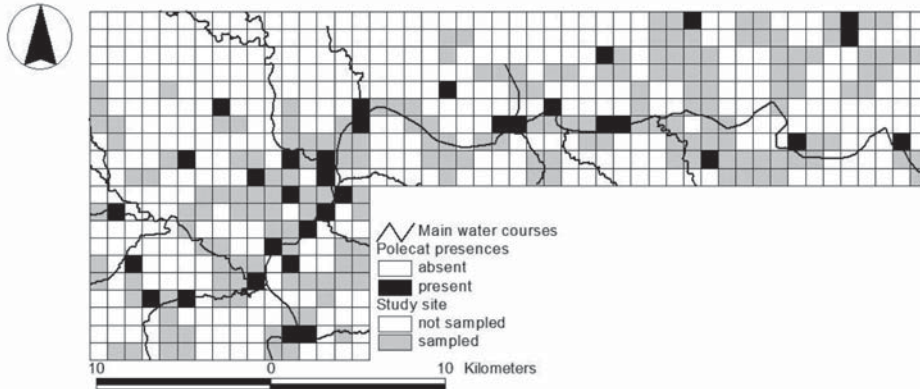 Main water courses
Polecat presences
absent
present
Study site
not sampled
sampled
10 0 10 Kilometers